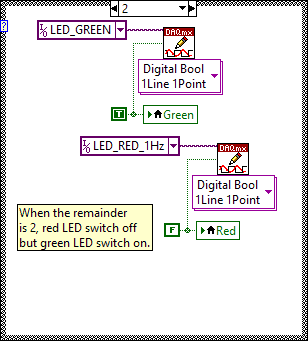 2
I/O LED_GREEN
DAQmx
Digital Bool
1Line 1Point
T
Green
I/O LED_RED_1Hz
DAQmx
Digital Bool
1Line 1Point
F
Red
When the remainder
is 2, red LED switch off
but green LED switch on.
?